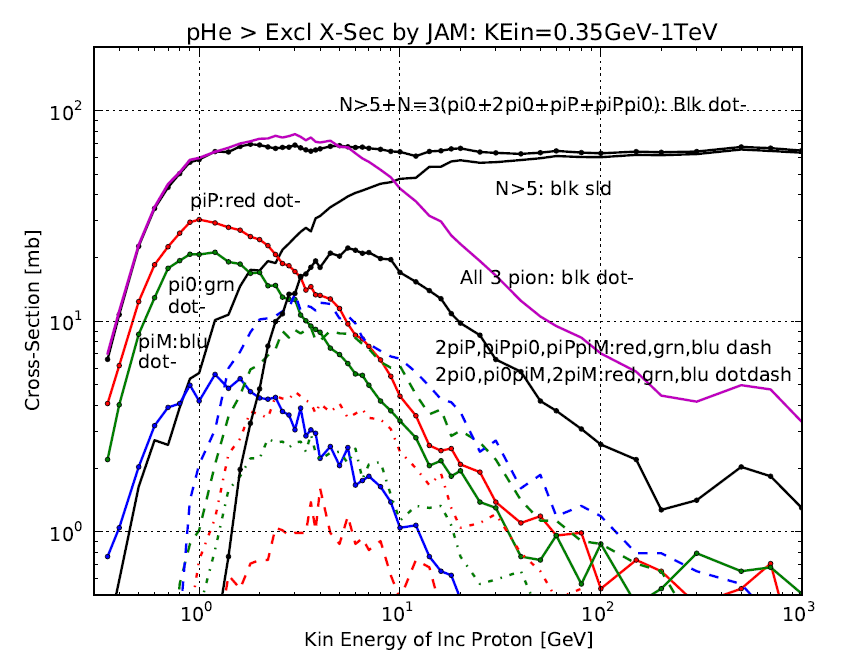 pHe > Excl X-Sec by JAM: KEin=0.35GeV-1TeV
N>5+N=3(pi0+2pi0+piP+piPpi0): Blk dot-
N>5: blk sld
piP:red dot-
All 3 pion: blk dot-
pi0:grn
dot-
piM:blu
dot-
2piP,piPpi0,piPpiM:red,grn,blu dash
2pi0,pi0piM,2piM:red,grn,blu dotdash
10²
10¹
10⁰
Cross-Section [mb]
10⁰ 10¹ 10² 10³
Kin Energy of Inc Proton [GeV]